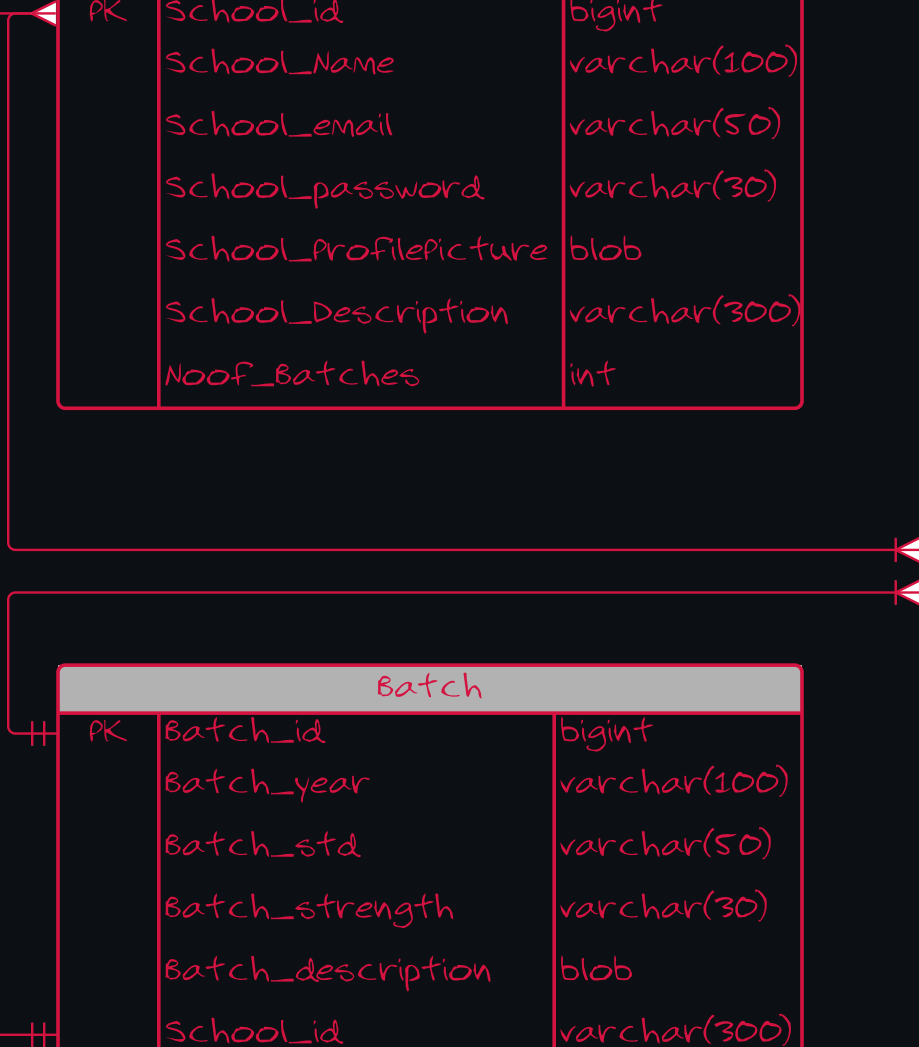 PK School_id bigint
School_Name varchar(100)
School_email varchar(50)
School_password varchar(30)
School_ProfilePicture blob
School_Description varchar(300)
Noof_Batches int
Batch
PK Batch_id bigint
Batch_year varchar(100)
Batch_std varchar(50)
Batch_strength varchar(30)
Batch_description blob
School_id varchar(300)